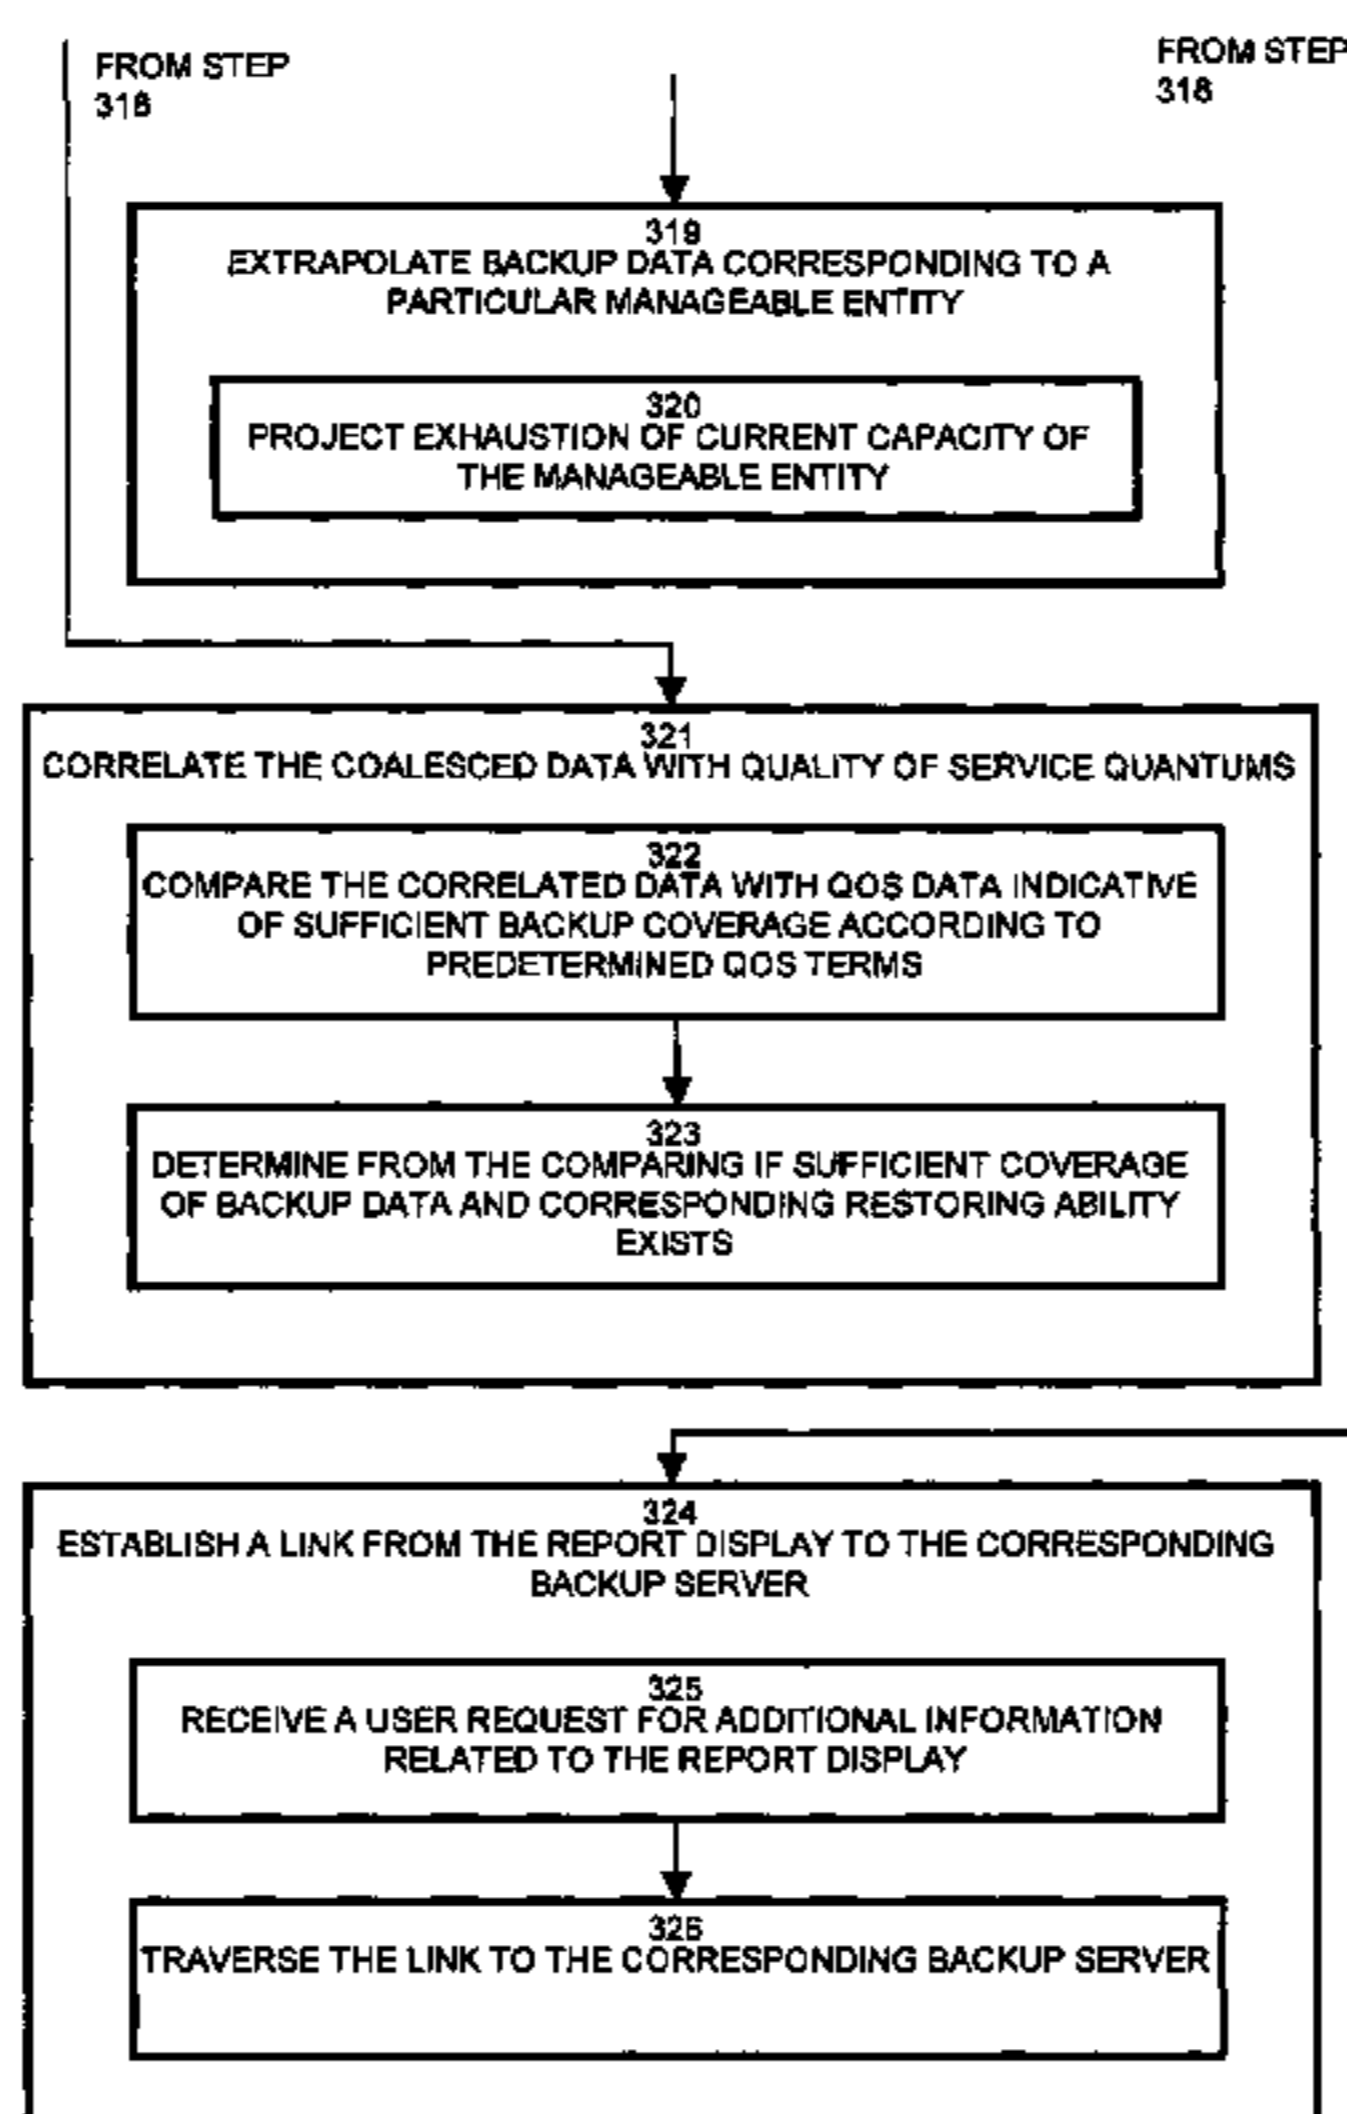 FROM STEP
318
FROM STEP
318
319
EXTRAPOLATE BACKUP DATA CORRESPONDING TO A
PARTICULAR MANAGEABLE ENTITY
320
PROJECT EXHAUSTION OF CURRENT CAPACITY OF
THE MANAGEABLE ENTITY
321
CORRELATE THE COALESCED DATA WITH QUALITY OF SERVICE QUANTUMS
322
COMPARE THE CORRELATED DATA WITH QOS DATA INDICATIVE
OF SUFFICIENT BACKUP COVERAGE ACCORDING TO
PREDETERMINED QOS TERMS
323
DETERMINE FROM THE COMPARING IF SUFFICIENT COVERAGE
OF BACKUP DATA AND CORRESPONDING RESTORING ABILITY
EXISTS
324
ESTABLISH A LINK FROM THE REPORT DISPLAY TO THE CORRESPONDING
BACKUP SERVER
325
RECEIVE A USER REQUEST FOR ADDITIONAL INFORMATION
RELATED TO THE REPORT DISPLAY
326
TRAVERSE THE LINK TO THE CORRESPONDING BACKUP SERVER